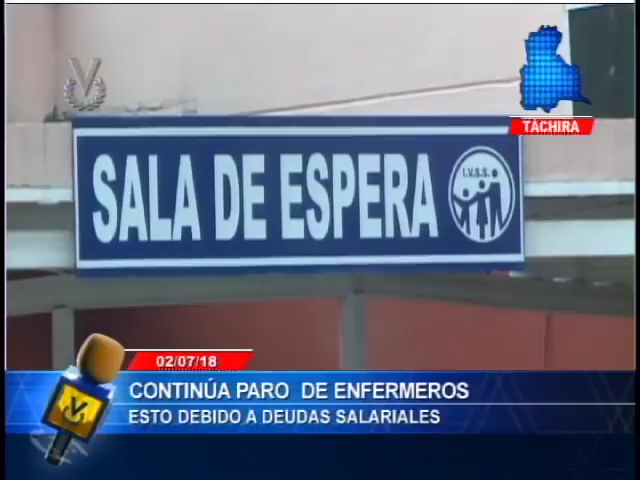 TÁCHIRA
SALA DE ESPERA
I.V.S.S.
02/07/18
CONTINÚA PARO DE ENFERMEROS
ESTO DEBIDO A DEUDAS SALARIALES